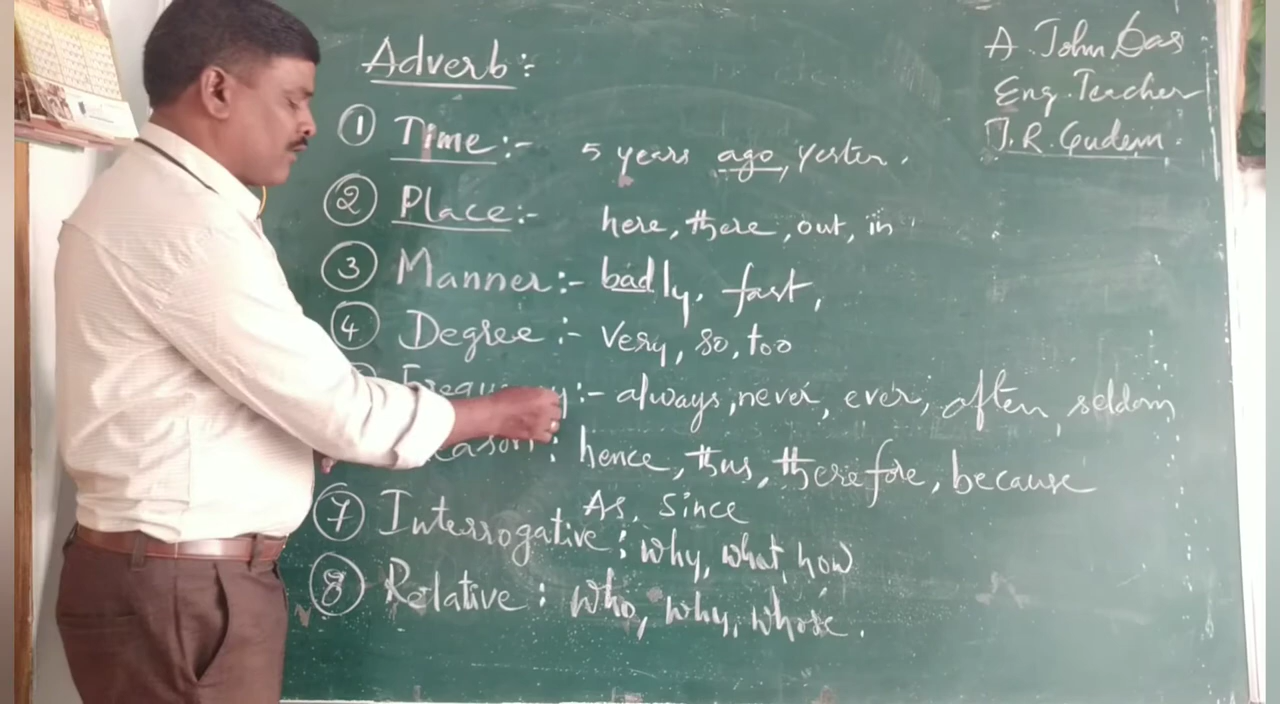 Adverb:-
A. John Das
Eng. Teacher
J. R. Gudem.
① Time:- 5 years ago, yester.
② Place:- here, there, out, in
③ Manner:- badly, fast,
④ Degree:- Very, so, too
:- always, never, ever, often, seldom
: hence, thus, therefore, because
As, Since
⑦ Interrogative: why, what, how
⑧ Relative: who, why, whose.